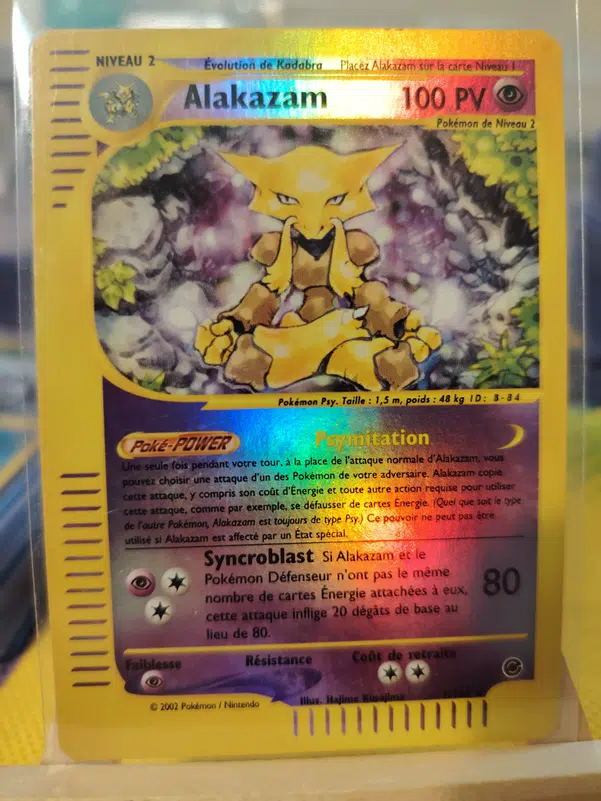 NIVEAU 2
Évolution de Kadabra Placez Alakazam sur la carte Niveau 1
Alakazam 100 PV
Pokémon de Niveau 2
Pokémon Psy. Taille : 1,5 m, poids : 48 kg ID: B-84
Poké-POWER Psymitation
Une seule fois pendant votre tour, à la place de l'attaque normale d'Alakazam, vous
pouvez choisir une attaque d'un des Pokémon de votre adversaire. Alakazam copie
cette attaque, y compris son coût d'Énergie et toute autre action requise pour utiliser
cette attaque, comme par exemple, se défausser de cartes Énergie. (Quel que soit le type
de l'autre Pokémon, Alakazam est toujours de type Psy.) Ce pouvoir ne peut pas être
utilisé si Alakazam est affecté par un État spécial.
Syncroblast Si Alakazam et le
Pokémon Défenseur n'ont pas le même
nombre de cartes Énergie attachées à eux,
cette attaque inflige 20 dégâts de base au
lieu de 80.
80
Faiblesse Résistance Coût de retraite
© 2002 Pokémon / Nintendo
Illus. Hajime Kusajima